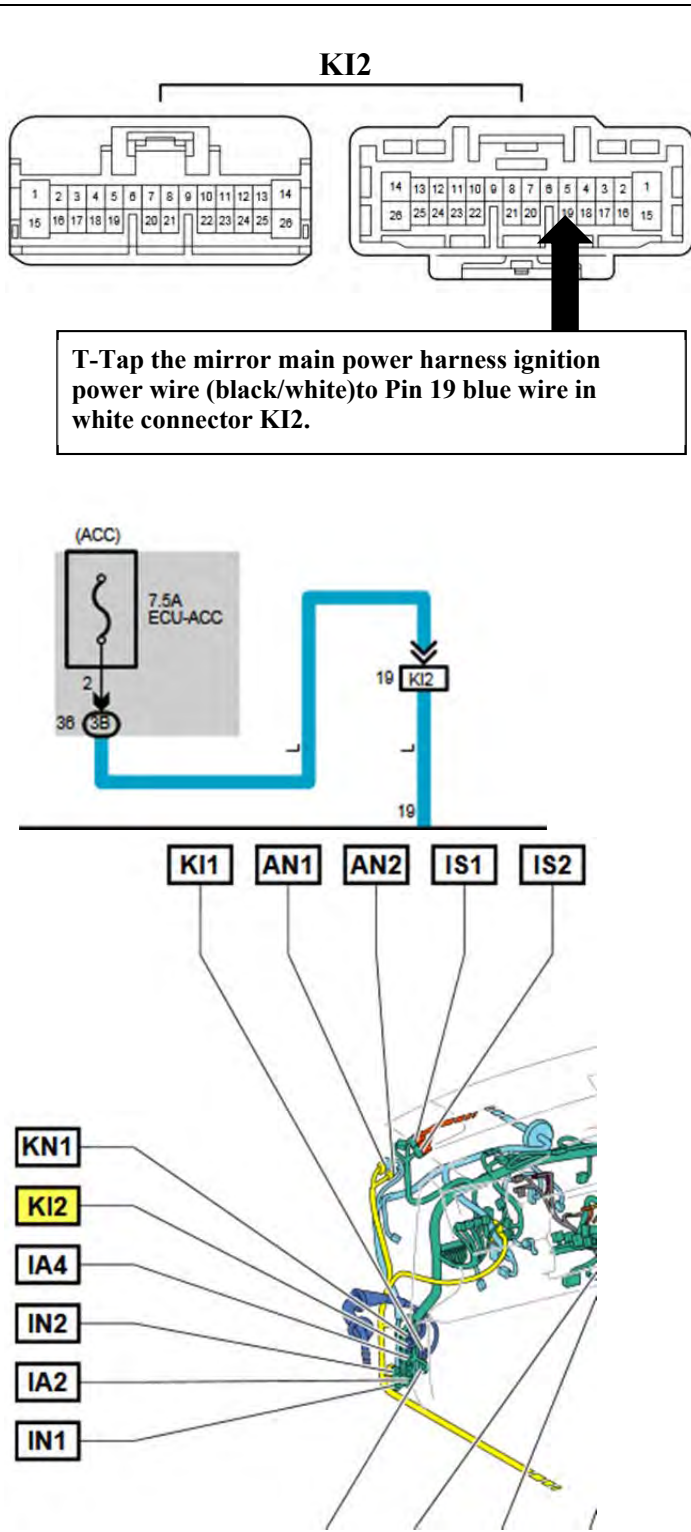 KI2
1 2 3 4 5 6 7 8 9 10 11 12 13 14
15 16 17 18 19 20 21 22 23 24 25 26
14 13 12 11 10 9 8 7 6 5 4 3 2 1
26 25 24 23 22 21 20 19 18 17 16 15
T-Tap the mirror main power harness ignition
power wire (black/white)to Pin 19 blue wire in
white connector KI2.
(ACC)
7.5A
ECU-ACC
2
36 3B
L
19 KI2
L
19
KI1 AN1 AN2 IS1 IS2
KN1
KI2
IA4
IN2
IA2
IN1